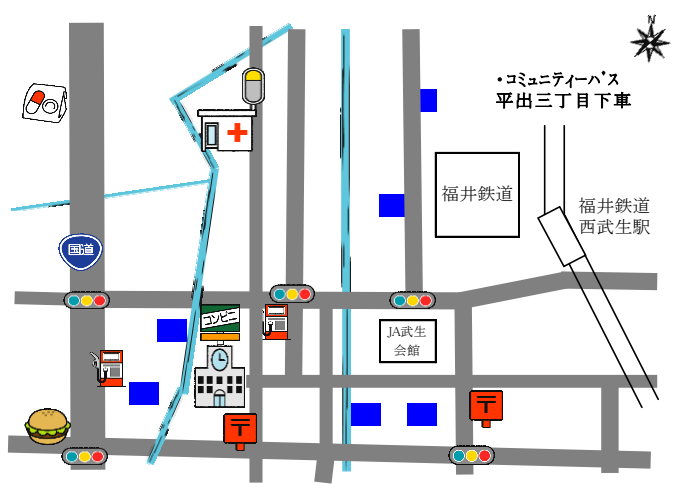 N
・コミュニティーバス
平出三丁目下車
福井鉄道
福井鉄道
西武生駅
国道
コンビニ
JA武生
会館
〒
〒